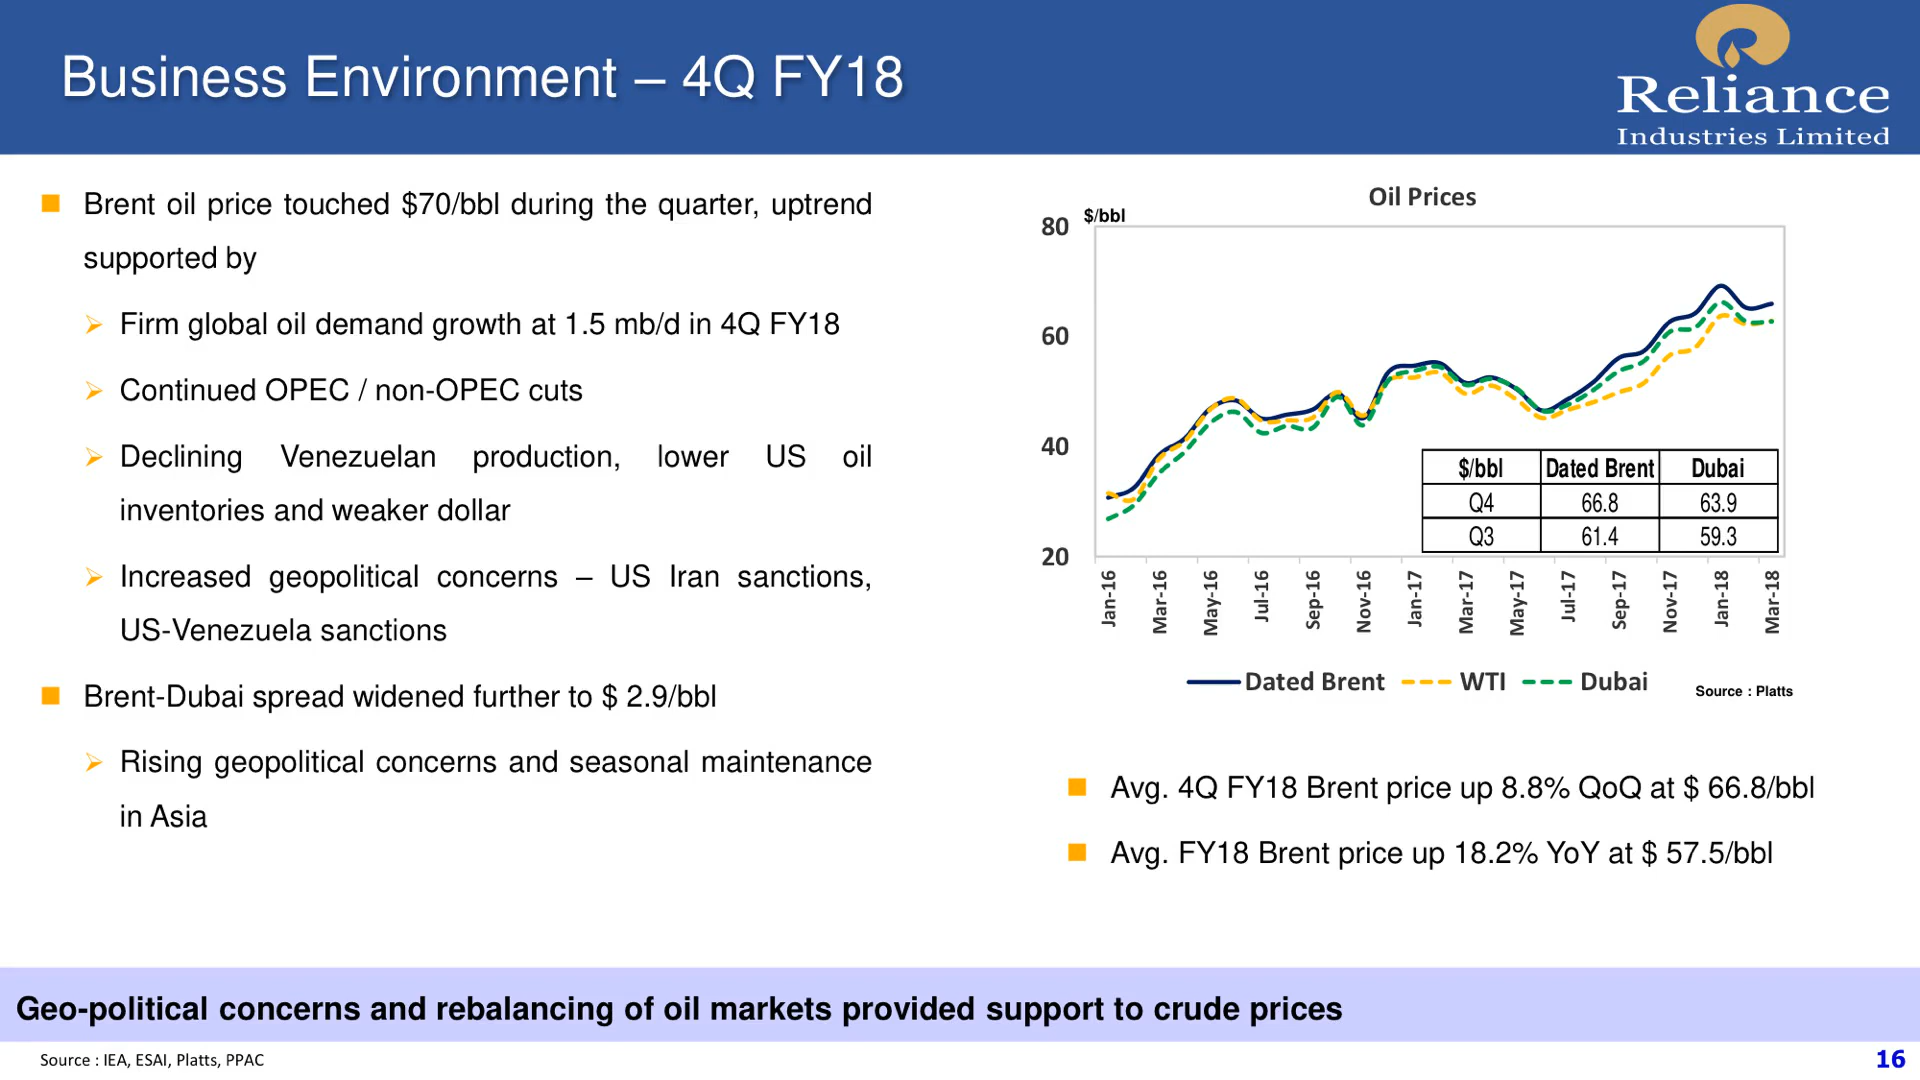 Business Environment – 4Q FY18
Reliance
Industries Limited
Brent oil price touched $70/bbl during the quarter, uptrend
supported by
Firm global oil demand growth at 1.5 mb/d in 4Q FY18
Continued OPEC / non-OPEC cuts
Declining Venezuelan production, lower US oil
inventories and weaker dollar
Increased geopolitical concerns – US Iran sanctions,
US-Venezuela sanctions
Brent-Dubai spread widened further to $ 2.9/bbl
Rising geopolitical concerns and seasonal maintenance
in Asia
Oil Prices
$/bbl
80
60
40
20
$/bbl Dated Brent Dubai
Q4 66.8 63.9
Q3 61.4 59.3
Jan-16 Mar-16 May-16 Jul-16 Sep-16 Nov-16 Jan-17 Mar-17 May-17 Jul-17 Sep-17 Nov-17 Jan-18 Mar-18
Dated Brent WTI Dubai
Source : Platts
Avg. 4Q FY18 Brent price up 8.8% QoQ at $ 66.8/bbl
Avg. FY18 Brent price up 18.2% YoY at $ 57.5/bbl
Geo-political concerns and rebalancing of oil markets provided support to crude prices
Source : IEA, ESAI, Platts, PPAC
16